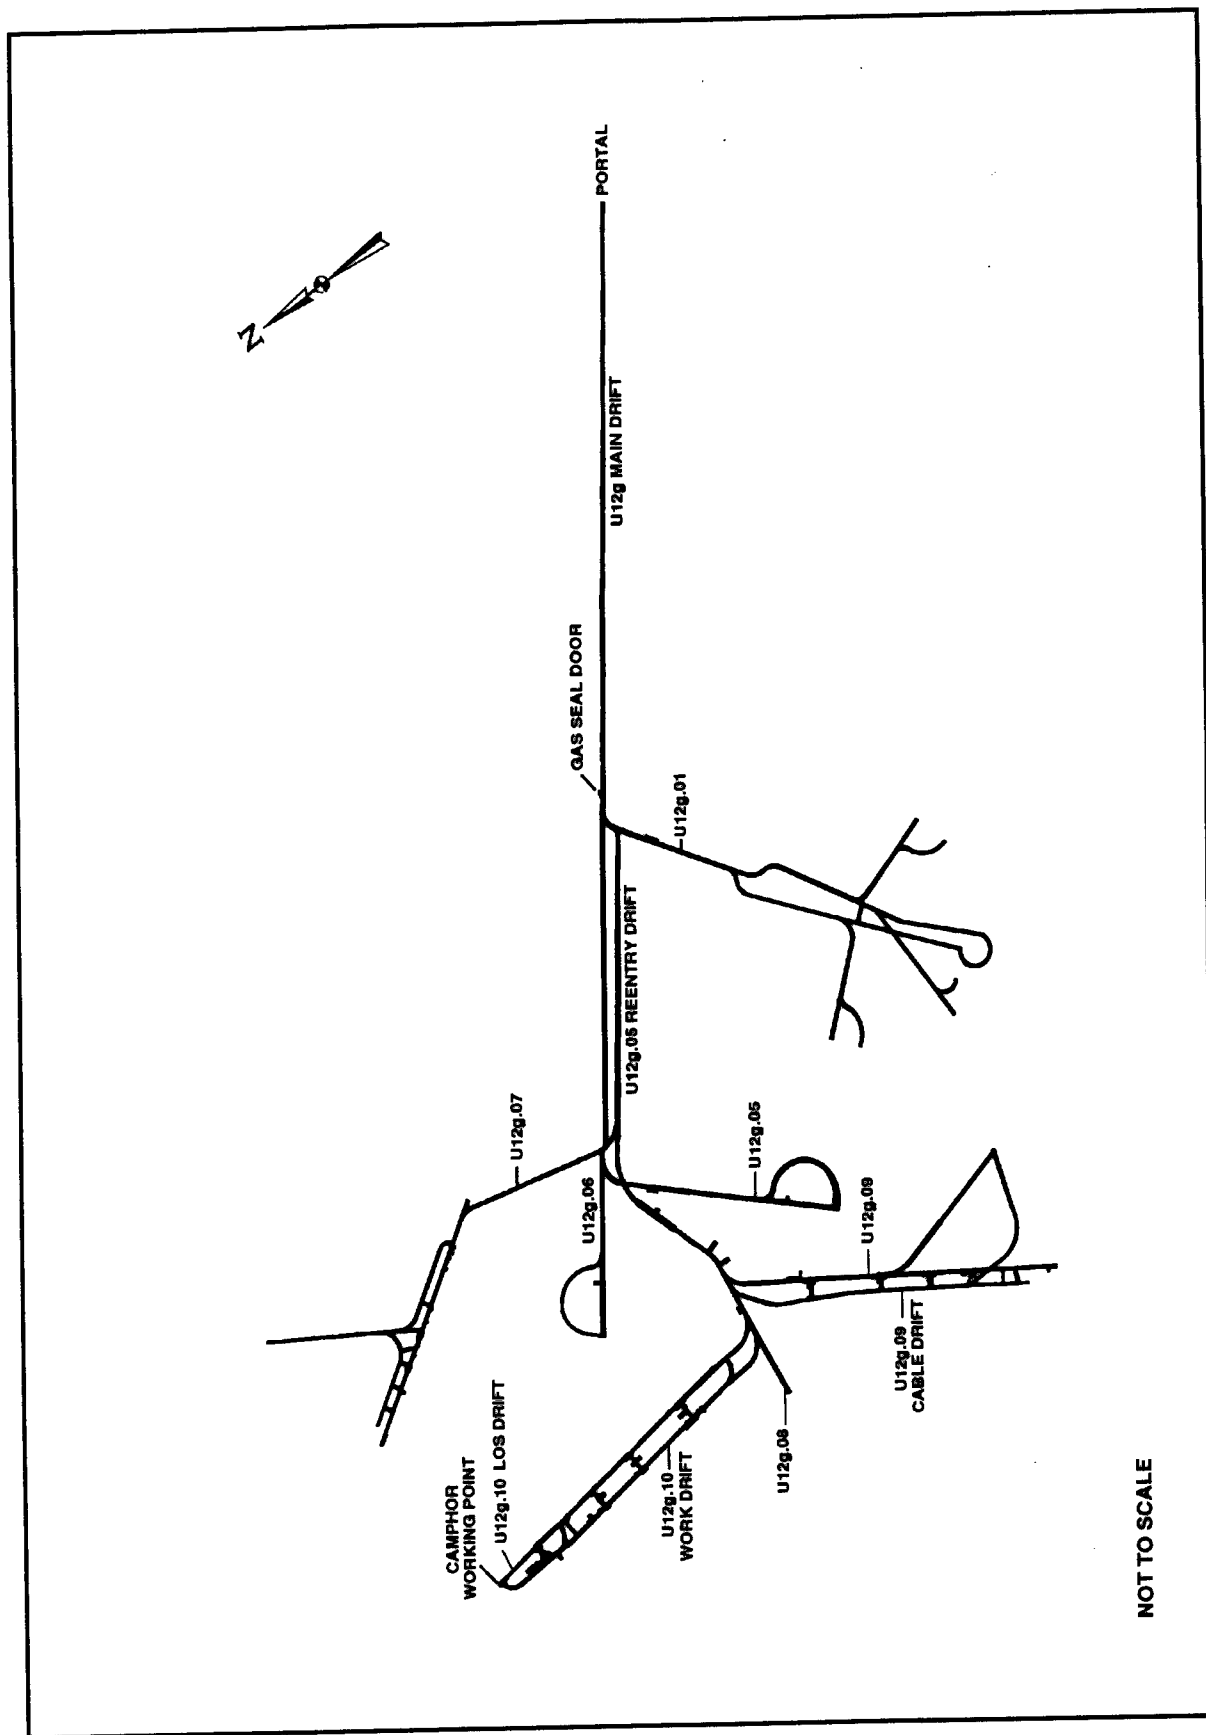 N
PORTAL
U12g MAIN DRIFT
GAS SEAL DOOR
U12g.01
U12g.05 REENTRY DRIFT
U12g.07
U12g.06
U12g.05
U12g.09
U12g.09
CABLE DRIFT
CAMPHOR
WORKING POINT
U12g.10 LOS DRIFT
U12g.10
WORK DRIFT
U12g.08
NOT TO SCALE